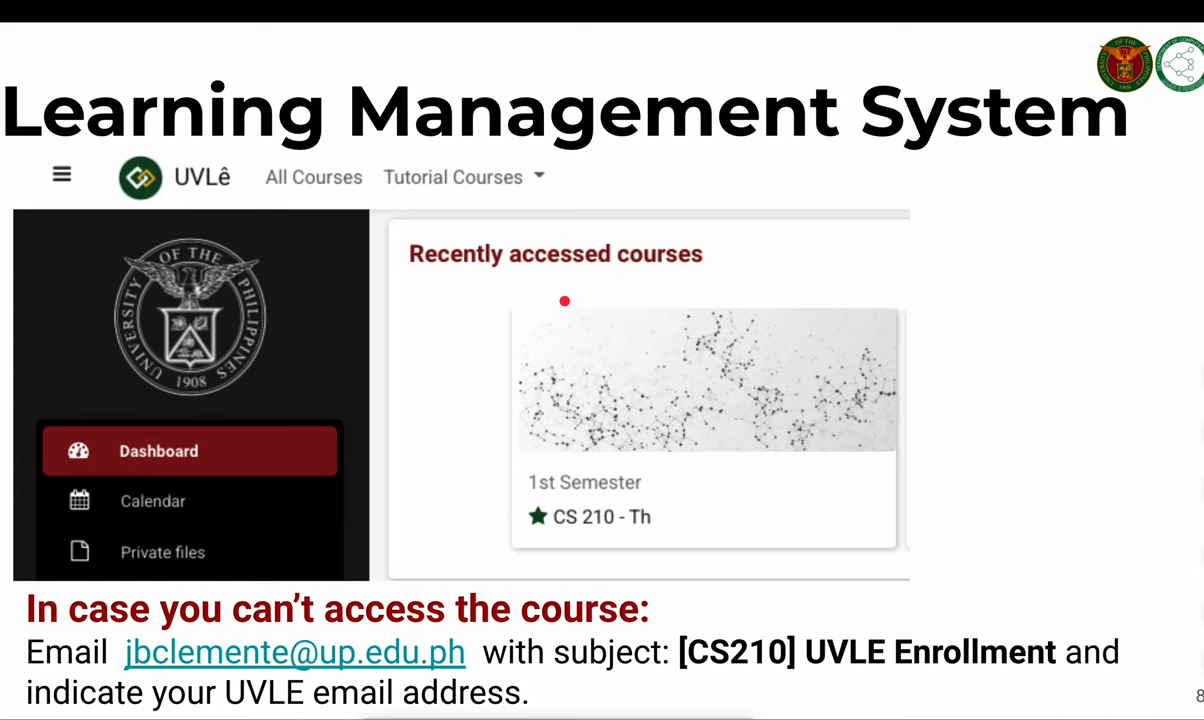 Learning Management System
UVLê All Courses Tutorial Courses
OF THE
UNIVERSITY
PHILIPPINES
1908
Recently accessed courses
Dashboard
Calendar
Private files
1st Semester
CS 210 - Th
In case you can’t access the course:
Email jbclemente@up.edu.ph with subject: [CS210] UVLE Enrollment and
indicate your UVLE email address.
8